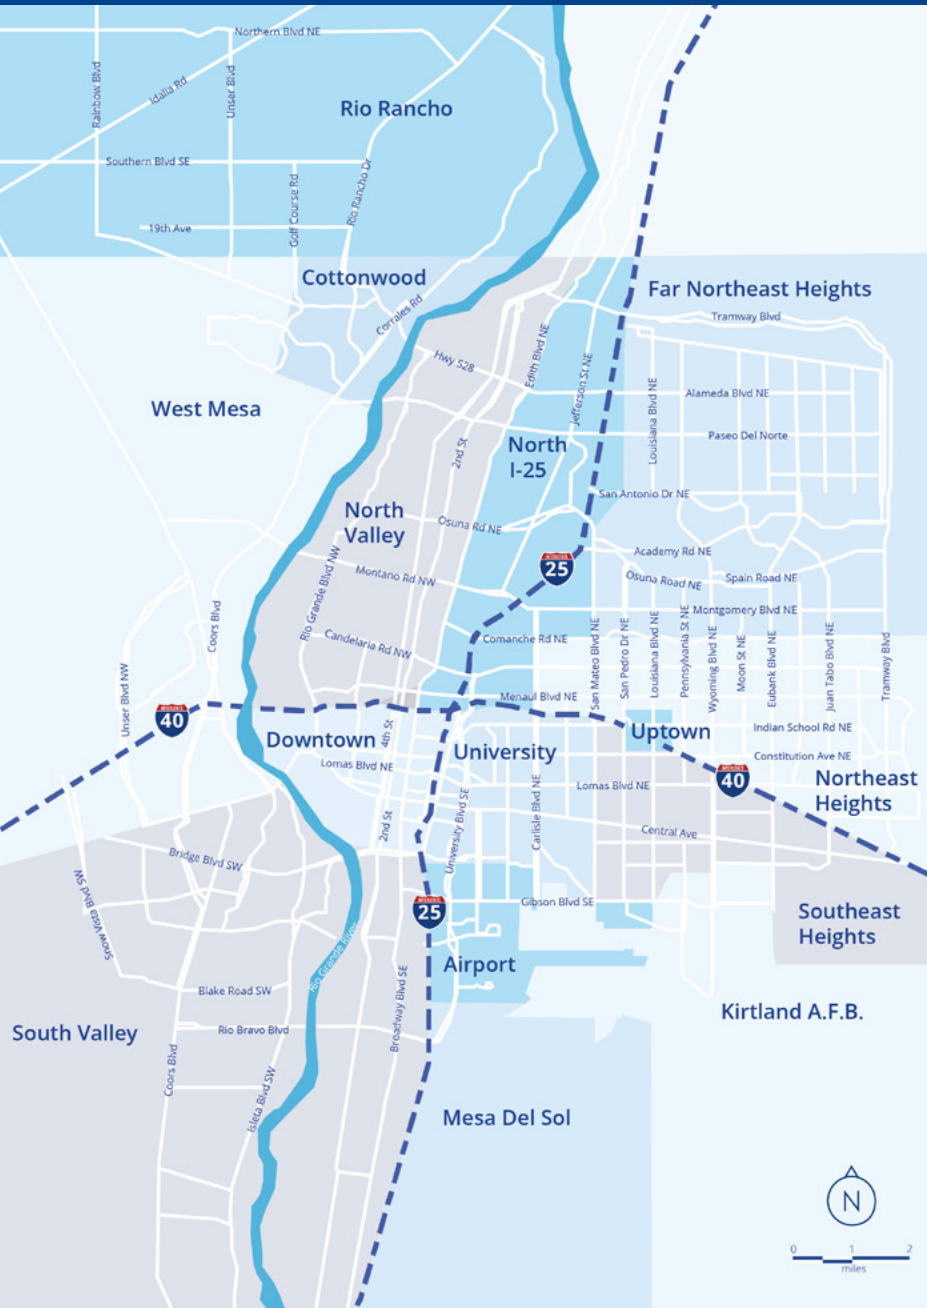 Northern Blvd NE
Rainbow Blvd
Idalia Rd
Unser Blvd
Rio Rancho
Southern Blvd SE
Golf Course Rd
Rio Rancho Dr
19th Ave
Cottonwood
Corrales Rd
Far Northeast Heights
Tramway Blvd
Hwy 528
Edith Blvd NE
Jefferson St NE
Louisiana Blvd NE
Alameda Blvd NE
West Mesa
Paseo Del Norte
2nd St
North
I-25
San Antonio Dr NE
North
Valley
Osuna Rd NE
Academy Rd NE
25
Montano Rd NW
Osuna Road NE
Spain Road NE
Rio Grande Blvd NW
Montgomery Blvd NE
Coors Blvd
Candelaria Rd NW
Comanche Rd NE
San Mateo Blvd NE
San Pedro Dr NE
Louisiana Blvd NE
Pennsylvania St NE
Wyoming Blvd NE
Moon St NE
Eubank Blvd NE
Juan Tabo Blvd NE
Tramway Blvd
Unser Blvd NW
Menaul Blvd NE
40
Downtown
4th St
University
Uptown
Indian School Rd NE
Constitution Ave NE
Lomas Blvd NE
40
Northeast
Heights
Lomas Blvd NE
2nd St
University Blvd SE
Carlisle Blvd NE
Central Ave
Bridge Blvd SW
Snow Vista Blvd SW
25
Gibson Blvd SE
Southeast
Heights
Rio Grande River
Airport
Blake Road SW
Broadway Blvd SE
Kirtland A.F.B.
South Valley
Rio Bravo Blvd
Coors Blvd
Isleta Blvd SW
Mesa Del Sol
N
0 1 2
miles